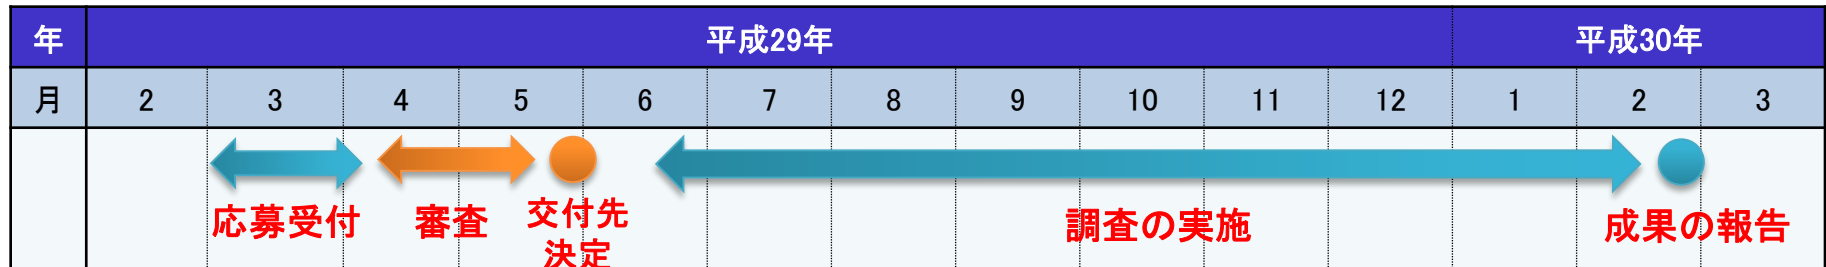 年 平成29年 平成30年
月 2 3 4 5 6 7 8 9 10 11 12 1 2 3
応募受付 審査 交付先 調査の実施 成果の報告
決定